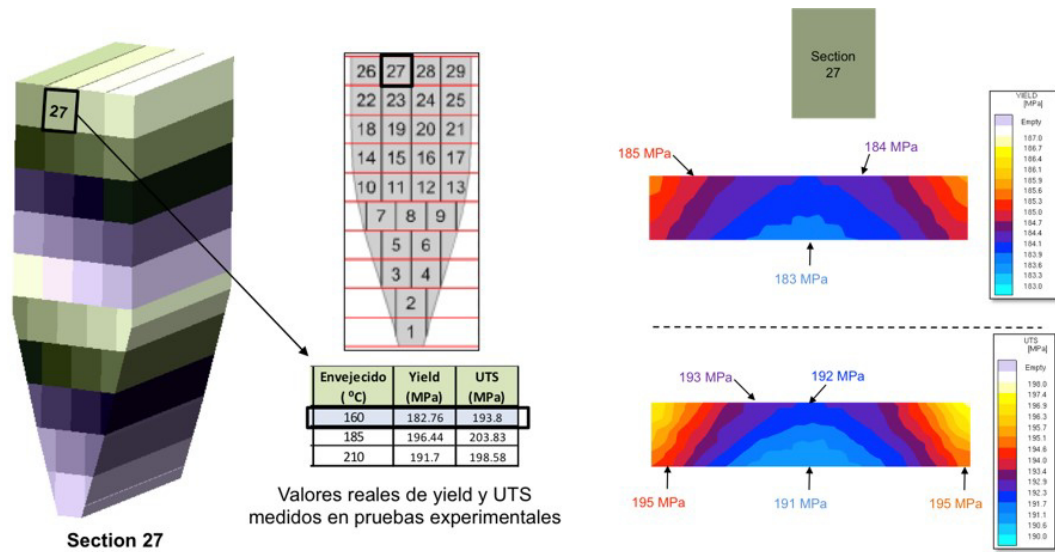 27
Section 27
26 27 28 29
22 23 24 25
18 19 20 21
14 15 16 17
10 11 12 13
7 8 9
5 6
3 4
2
1
Envejecido Yield UTS
(ºC) (MPa) (MPa)
160 182.76 193.8
185 196.44 203.83
210 191.7 198.58
Valores reales de yield y UTS
medidos en pruebas experimentales
Section
27
185 MPa
184 MPa
183 MPa
YIELD
[MPa]
Empty
187.0
186.7
186.4
186.1
185.9
185.6
185.3
185.0
184.7
184.4
184.1
183.9
183.6
183.3
183.0
193 MPa
192 MPa
195 MPa
191 MPa
195 MPa
UTS
[MPa]
Empty
198.0
197.4
196.9
196.3
195.7
195.1
194.6
194.0
193.4
192.9
192.3
191.7
191.1
190.6
190.0